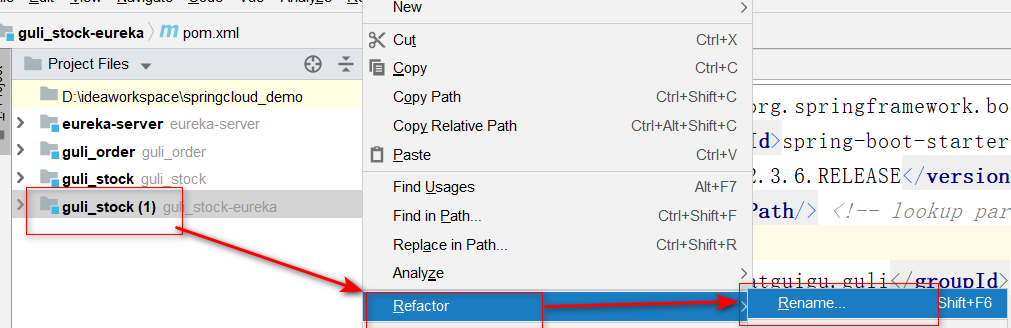 New
guli_stock-eureka pom.xml
Cut Ctrl+X
Project Files
Copy Ctrl+C
D:\ideaworkspace\springcloud_demo
Copy Path Ctrl+Shift+C
org.springframework.bo
eureka-server eureka-server
Copy Relative Path Ctrl+Alt+Shift+C
Id>spring-boot-starter
guli_order guli_order
Paste Ctrl+V
2.3.6.RELEASE</version
guli_stock guli_stock
Find Usages Alt+F7
guli_stock (1) guli_stock-eureka
Find in Path... Ctrl+Shift+F
Path/> <!-- lookup par
Replace in Path... Ctrl+Shift+R
Analyze
atguigu.guli</groupId>
Refactor
Rename... Shift+F6